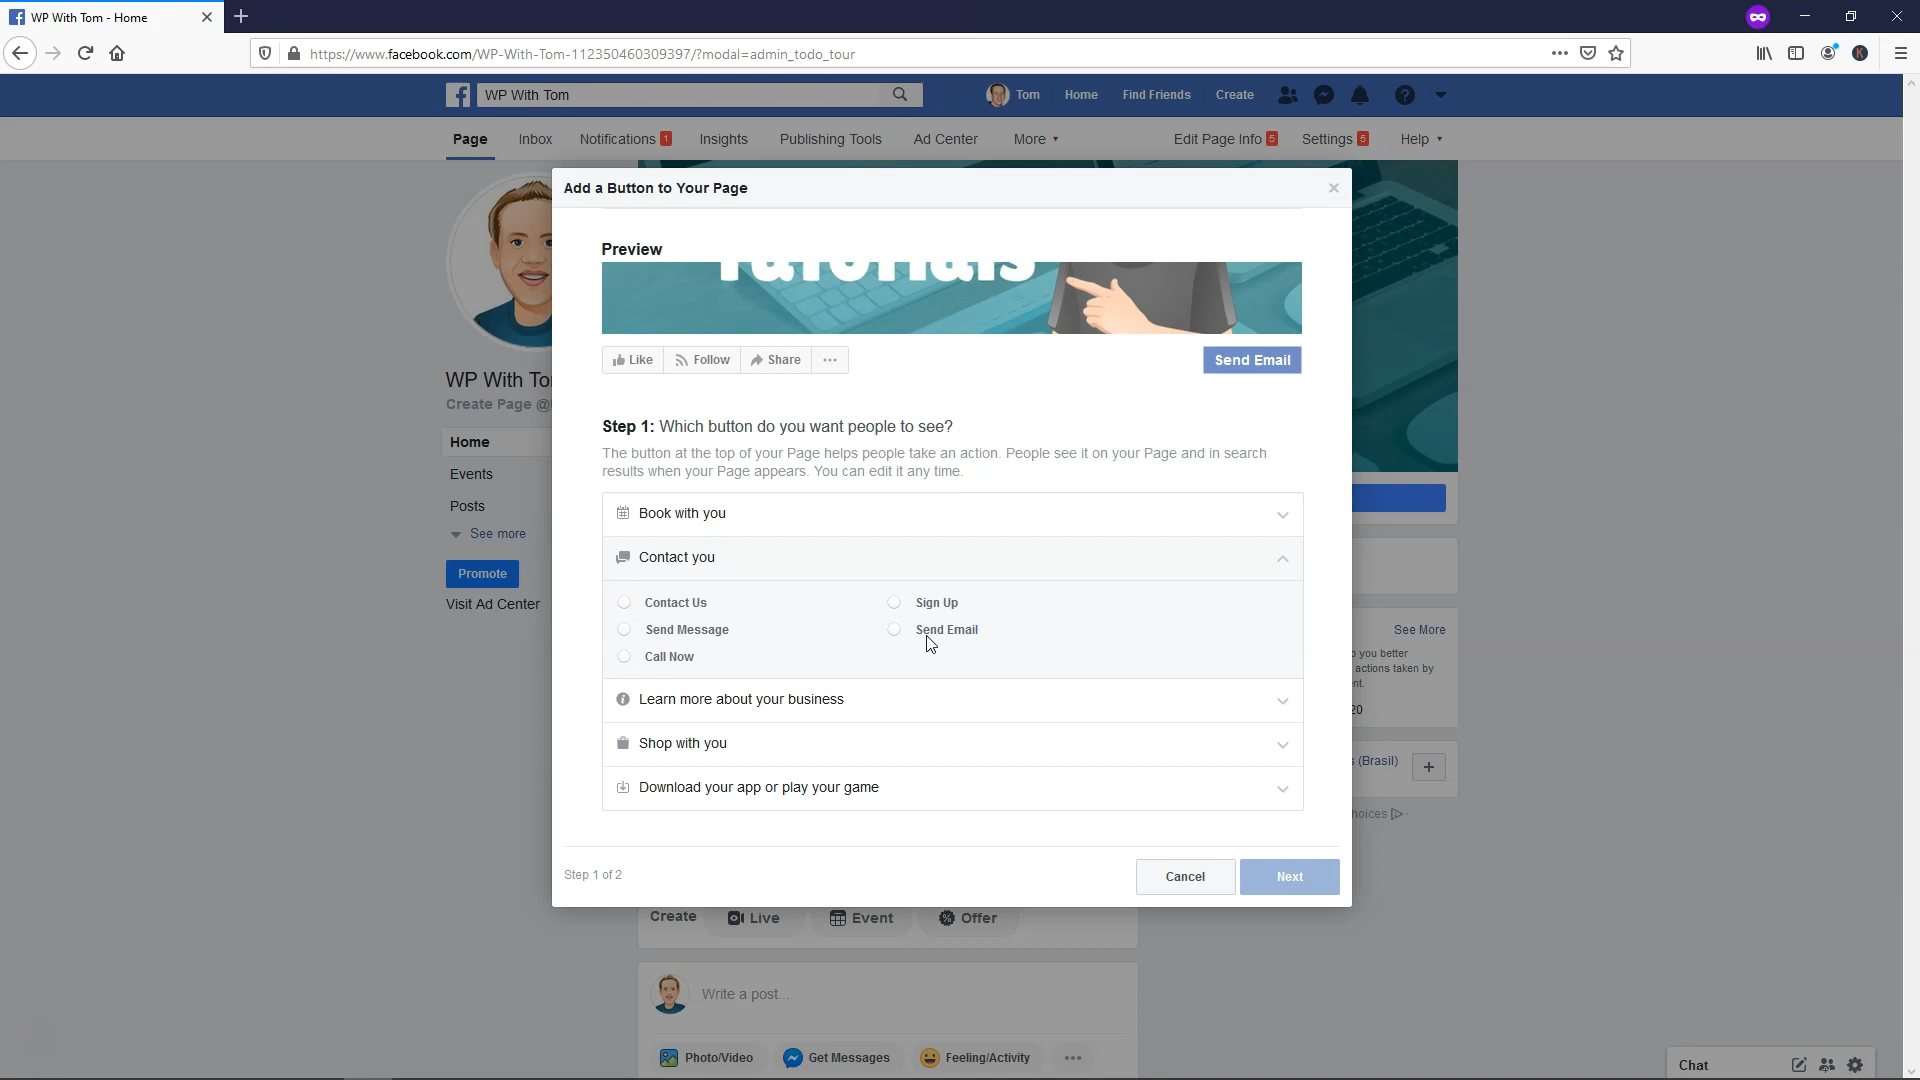 WP With Tom - Home
https://www.facebook.com/WP-With-Tom-112350460309397/?modal=admin_todo_tour
WP With Tom
Tom
Home
Find Friends
Create
Page
Inbox
Notifications 1
Insights
Publishing Tools
Ad Center
More
Edit Page Info 5
Settings 5
Help
Add a Button to Your Page
Preview
Tutorials
Like
Follow
Share
Send Email
WP With To
Create Page @
Home
Events
Posts
See more
Promote
Visit Ad Center
Step 1: Which button do you want people to see?
The button at the top of your Page helps people take an action. People see it on your Page and in search
results when your Page appears. You can edit it any time.
Book with you
Contact you
Contact Us
Sign Up
Send Message
Send Email
Call Now
Learn more about your business
Shop with you
Download your app or play your game
Step 1 of 2
Cancel
Next
See More
you better
actions taken by
nt.
20
s (Brasil)
hoices
Create
Live
Event
Offer
Write a post...
Photo/Video
Get Messages
Feeling/Activity
Chat